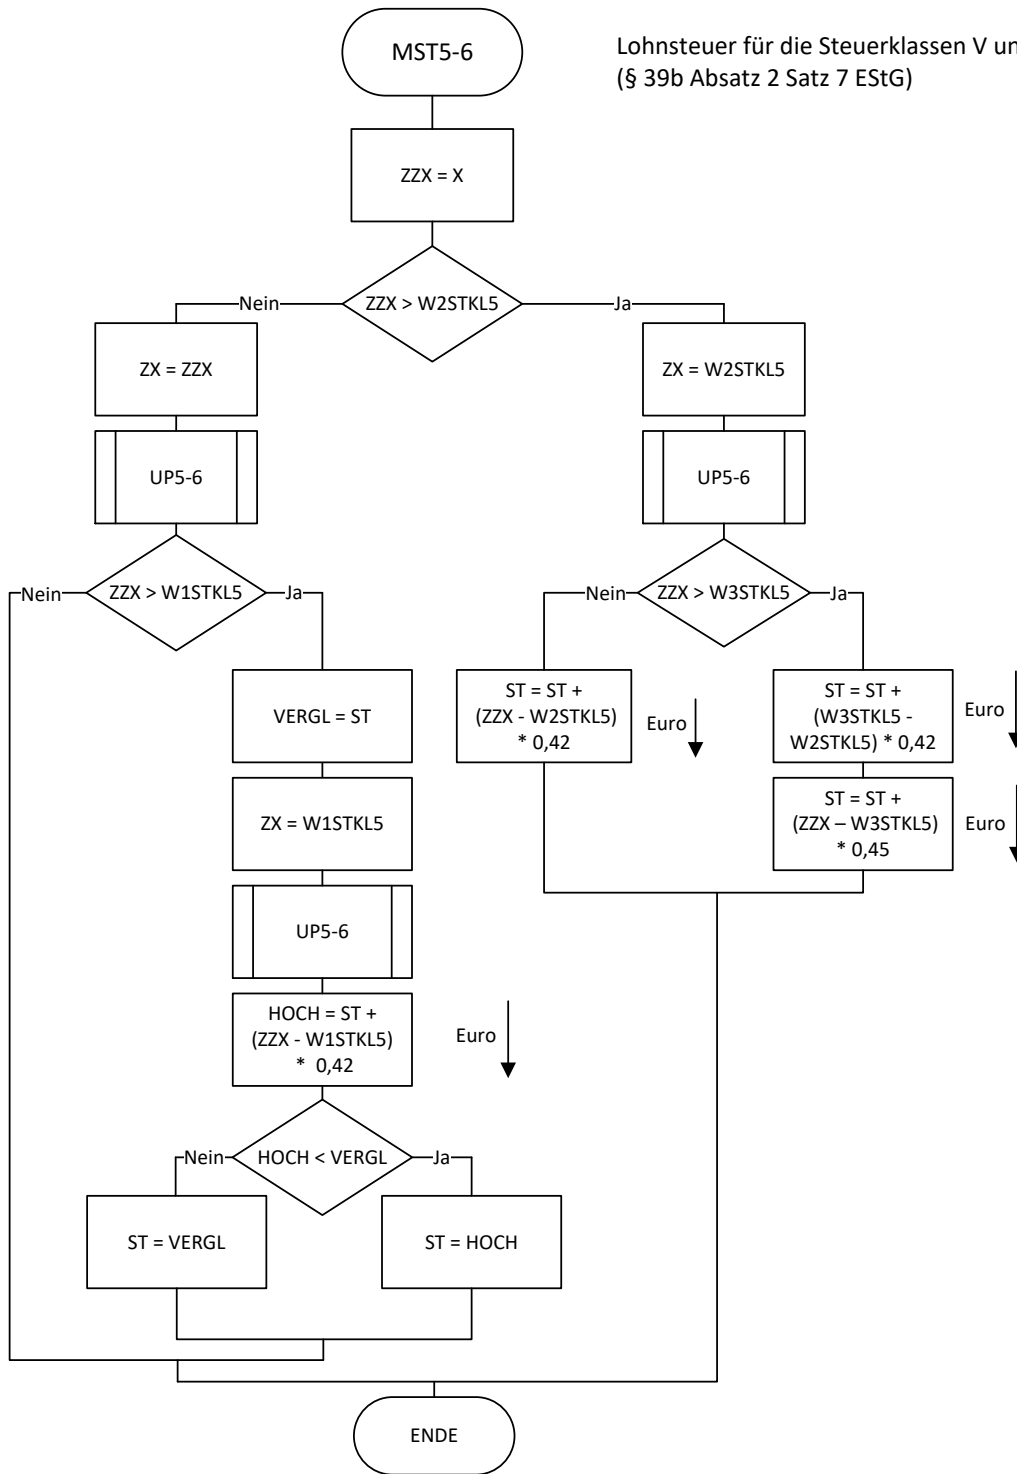 MST5-6
Lohnsteuer für die Steuerklassen V un
(§ 39b Absatz 2 Satz 7 EStG)
ZZX = X
ZZX > W2STKL5
Nein
Ja
ZX = ZZX
ZX = W2STKL5
UP5-6
UP5-6
ZZX > W1STKL5
Nein
Ja
ZZX > W3STKL5
Nein
Ja
VERGL = ST
ST = ST +
(ZZX - W2STKL5)
* 0,42
Euro
ST = ST +
(W3STKL5 -
W2STKL5) * 0,42
Euro
ZX = W1STKL5
ST = ST +
(ZZX – W3STKL5)
* 0,45
Euro
UP5-6
HOCH = ST +
(ZZX - W1STKL5)
* 0,42
Euro
HOCH < VERGL
Nein
Ja
ST = VERGL
ST = HOCH
ENDE